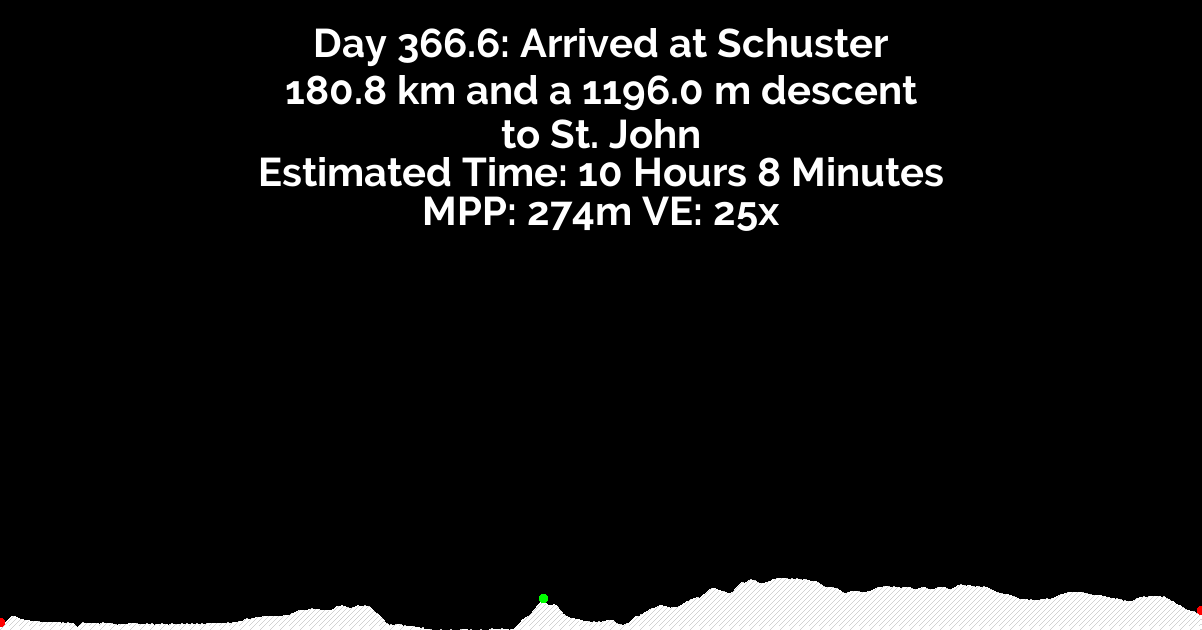 Day 366.6: Arrived at Schuster
180.8 km and a 1196.0 m descent
to St. John
Estimated Time: 10 Hours 8 Minutes
MPP: 274m VE: 25x